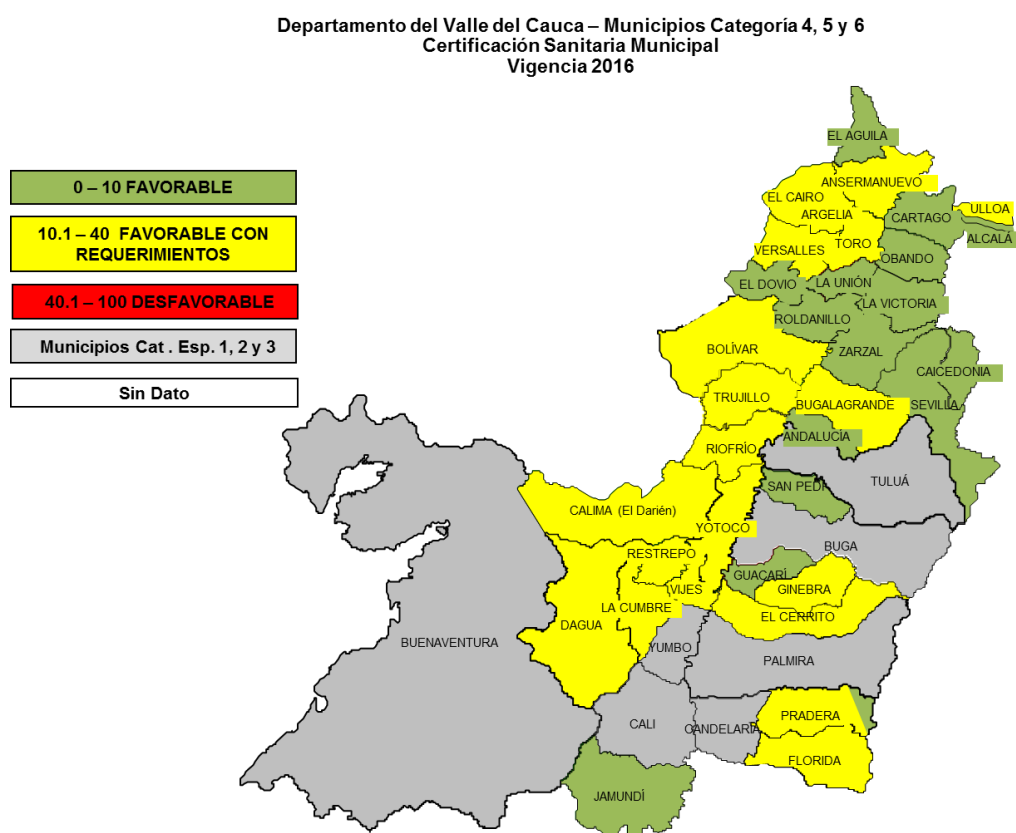 Departamento del Valle del Cauca – Municipios Categoría 4, 5 y 6
Certificación Sanitaria Municipal
Vigencia 2016
0 – 10 FAVORABLE
10.1 – 40 FAVORABLE CON
REQUERIMIENTOS
40.1 – 100 DESFAVORABLE
Municipios Cat . Esp. 1, 2 y 3
Sin Dato
EL AGUILA
ANSERMANUEVO
EL CAIRO
ARGELIA
CARTAGO
ULLOA
ALCALÁ
VERSALLES
TORO
OBANDO
EL DOVIO
LA UNIÓN
LA VICTORIA
ROLDANILLO
BOLÍVAR
ZARZAL
CAICEDONIA
TRUJILLO
BUGALAGRANDE
SEVILLA
ANDALUCÍA
RIOFRÍO
SAN PEDR
TULUÁ
CALIMA (El Darién)
YOTOCO
BUGA
RESTREPO
GUACARÍ
VIJES
GINEBRA
LA CUMBRE
EL CERRITO
DAGUA
BUENAVENTURA
YUMBO
PALMIRA
PRADERA
CALI
CANDELARIA
FLORIDA
JAMUNDÍ